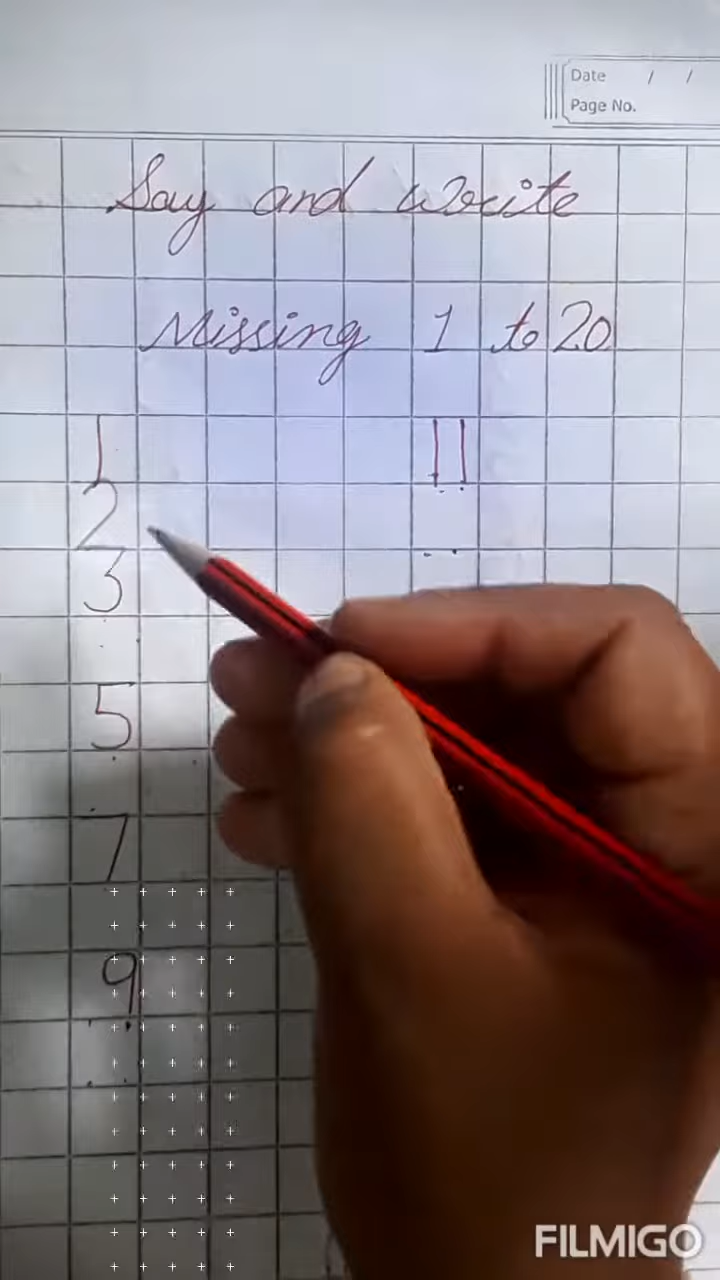 Date / /
Page No.
Say and Write
Missing 1 to 20
1 11
2
3
5
7
9
FILMIGO